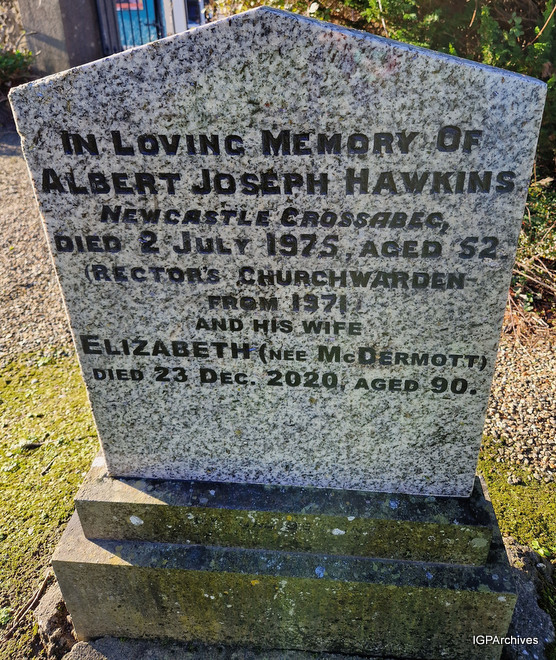 IN LOVING MEMORY OF
ALBERT JOSEPH HAWKINS
NEWCASTLE CROSSABEG,
DIED 2 JULY 1975, AGED 52.
(RECTOR'S CHURCHWARDEN
FROM 1971)
AND HIS WIFE
ELIZABETH (NEE MCDERMOTT)
DIED 23 DEC. 2020, AGED 90.
IGPArchives